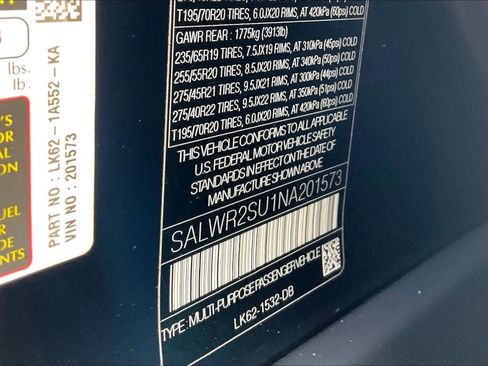 T195/70R20 TIRES, 6.0JX20 RIMS, AT 420kPa (60psi) COLD
GAWR REAR : 1775kg (3913lb)
235/65R19 TIRES, 7.5JX19 RIMS, AT 310kPa (45psi) COLD
255/55R20 TIRES, 8.5JX20 RIMS, AT 340kPa (50psi) COLD
275/45R21 TIRES, 9.5JX21 RIMS, AT 300kPa (44psi) COLD
275/40R22 TIRES, 9.5JX22 RIMS, AT 350kPa (51psi) COLD
T195/70R20 TIRES, 6.0JX20 RIMS, AT 420kPa (60psi) COLD
THIS VEHICLE CONFORMS TO ALL APPLICABLE
U.S. FEDERAL MOTOR VEHICLE SAFETY
STANDARDS IN EFFECT ON THE DATE OF
MANUFACTURE SHOWN ABOVE.
SALWR2SU1NA201573
TYPE: MULTI-PURPOSE PASSENGER VEHICLE
LK62-1532-DB
lbs.
lb.
PART NO : LK62-1A552-KA
VIN NO : 201573